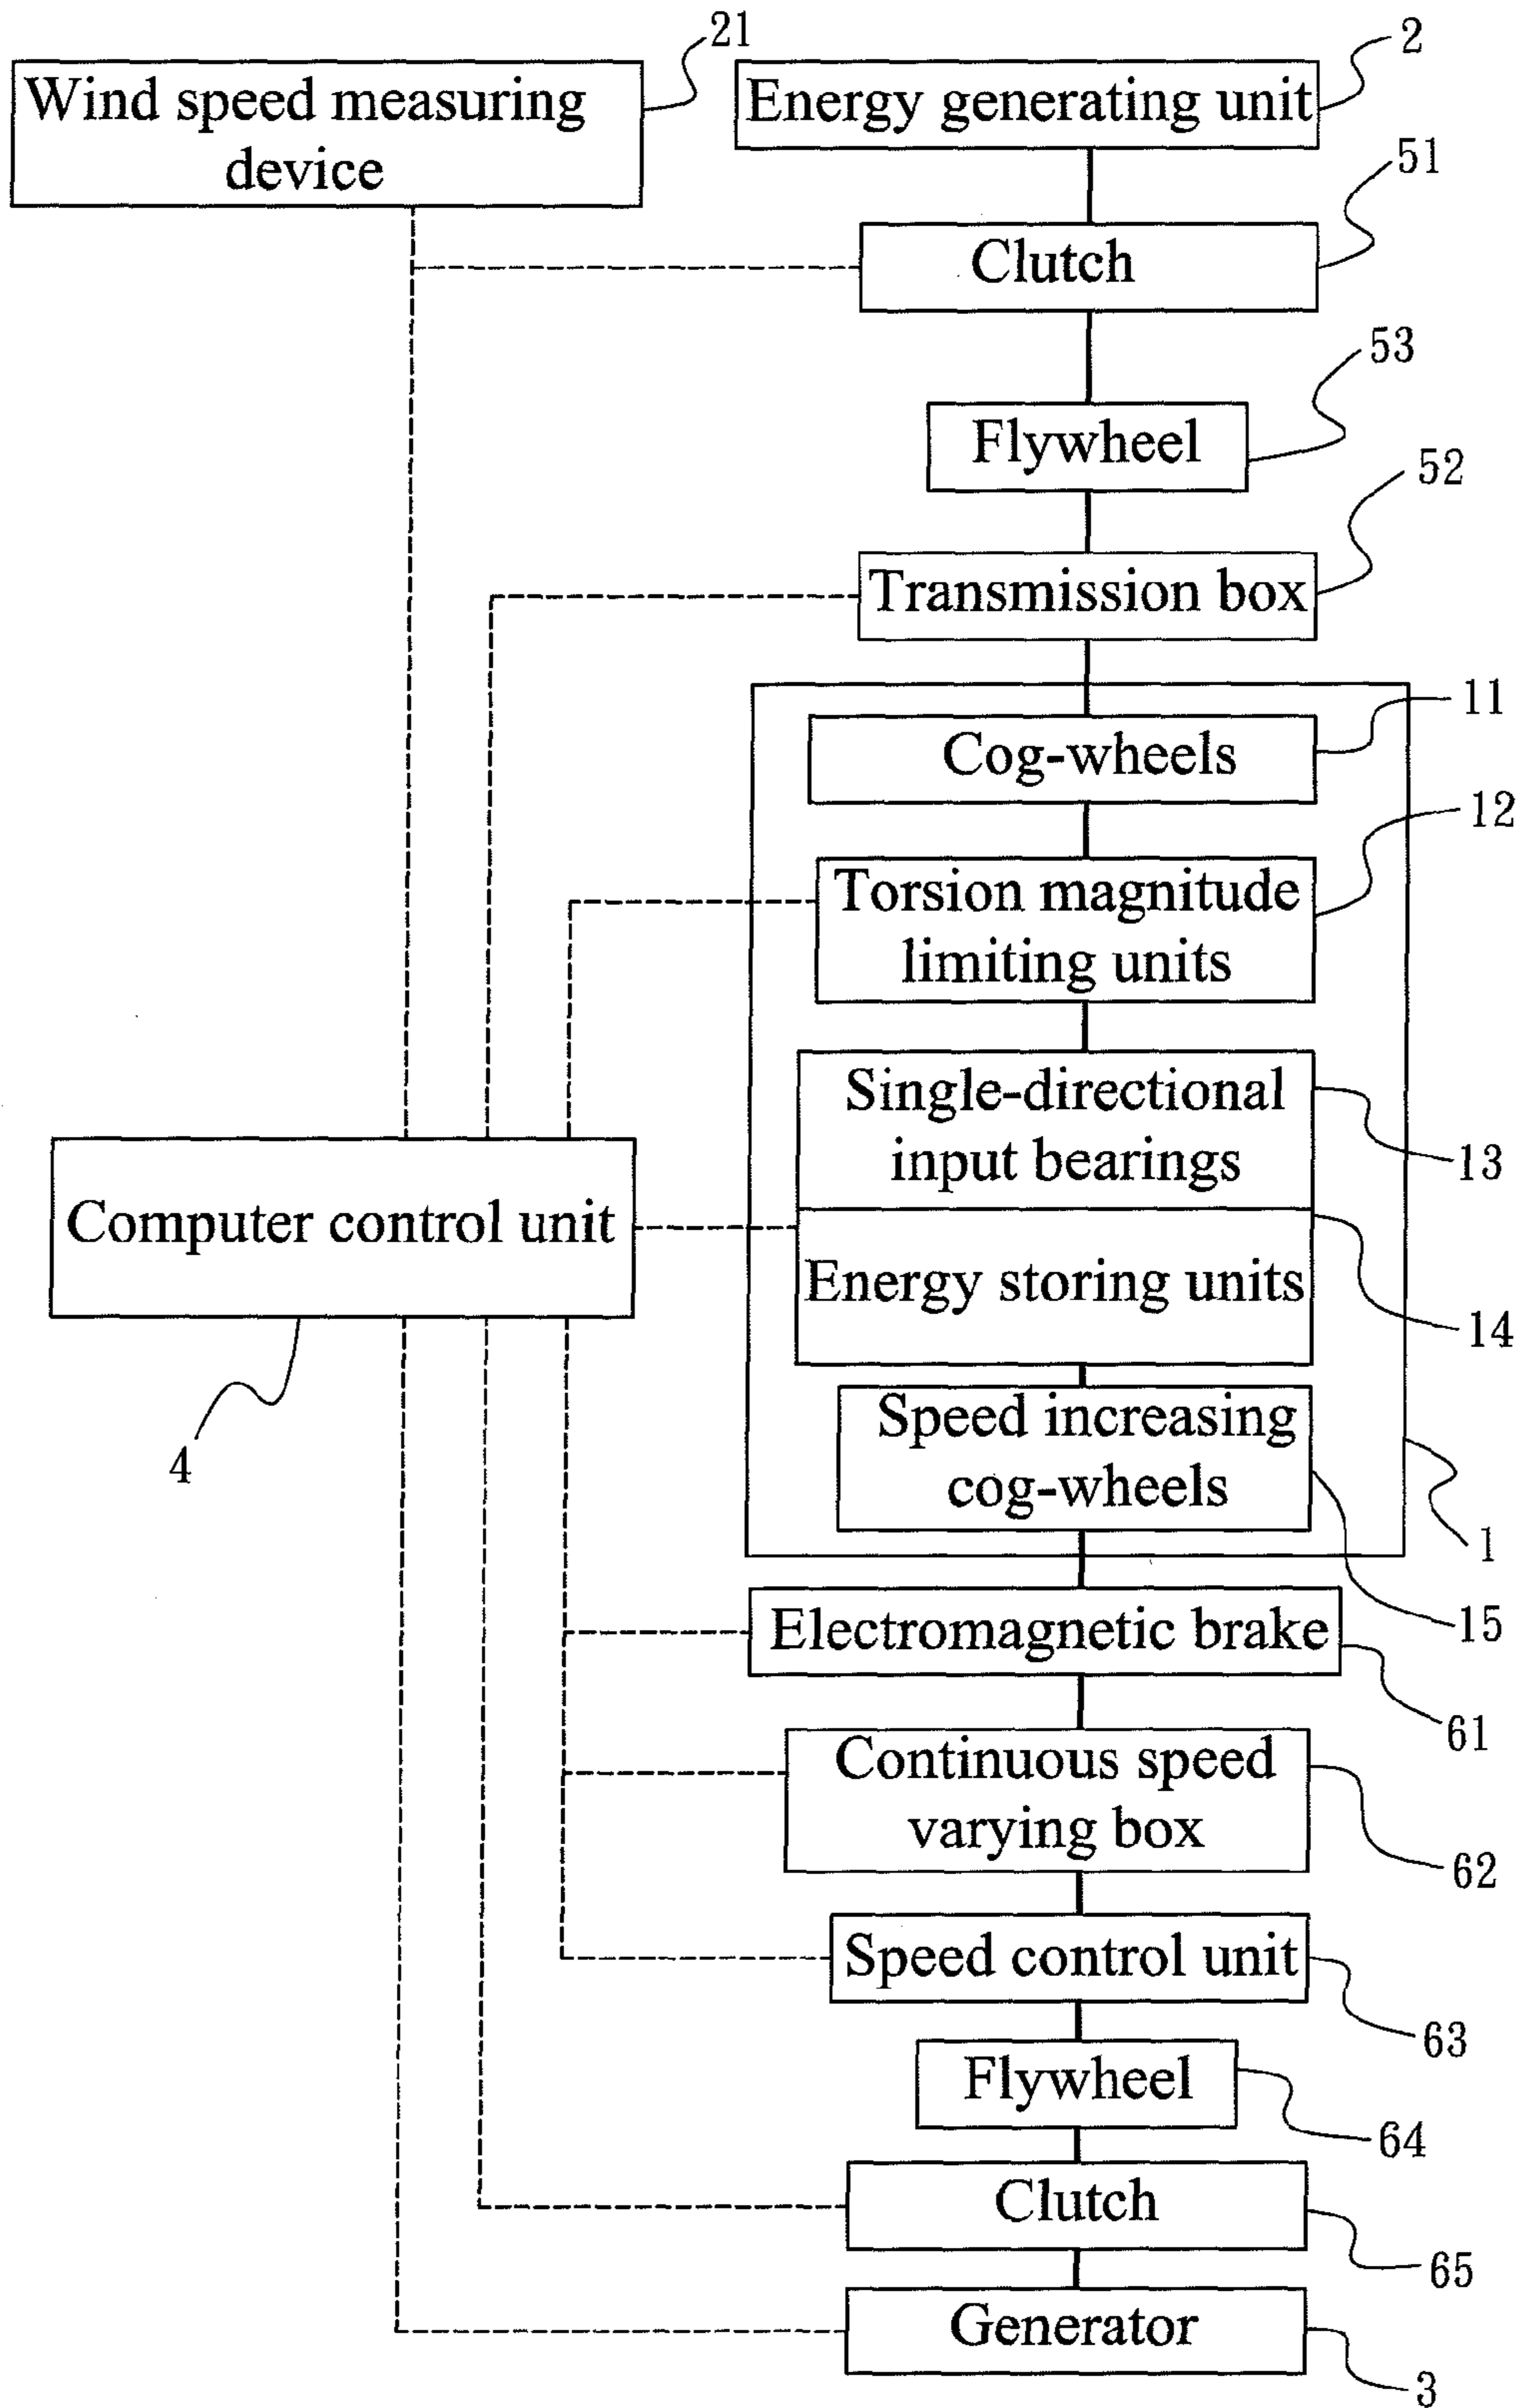 21
2
Wind speed measuring
device
Energy generating unit
51
Clutch
53
Flywheel
52
Transmission box
11
Cog-wheels
12
Torsion magnitude
limiting units
Single-directional
input bearings
13
Computer control unit
Energy storing units
14
4
Speed increasing
cog-wheels
1
15
Electromagnetic brake
61
Continuous speed
varying box
62
Speed control unit
63
Flywheel
64
Clutch
65
Generator
3